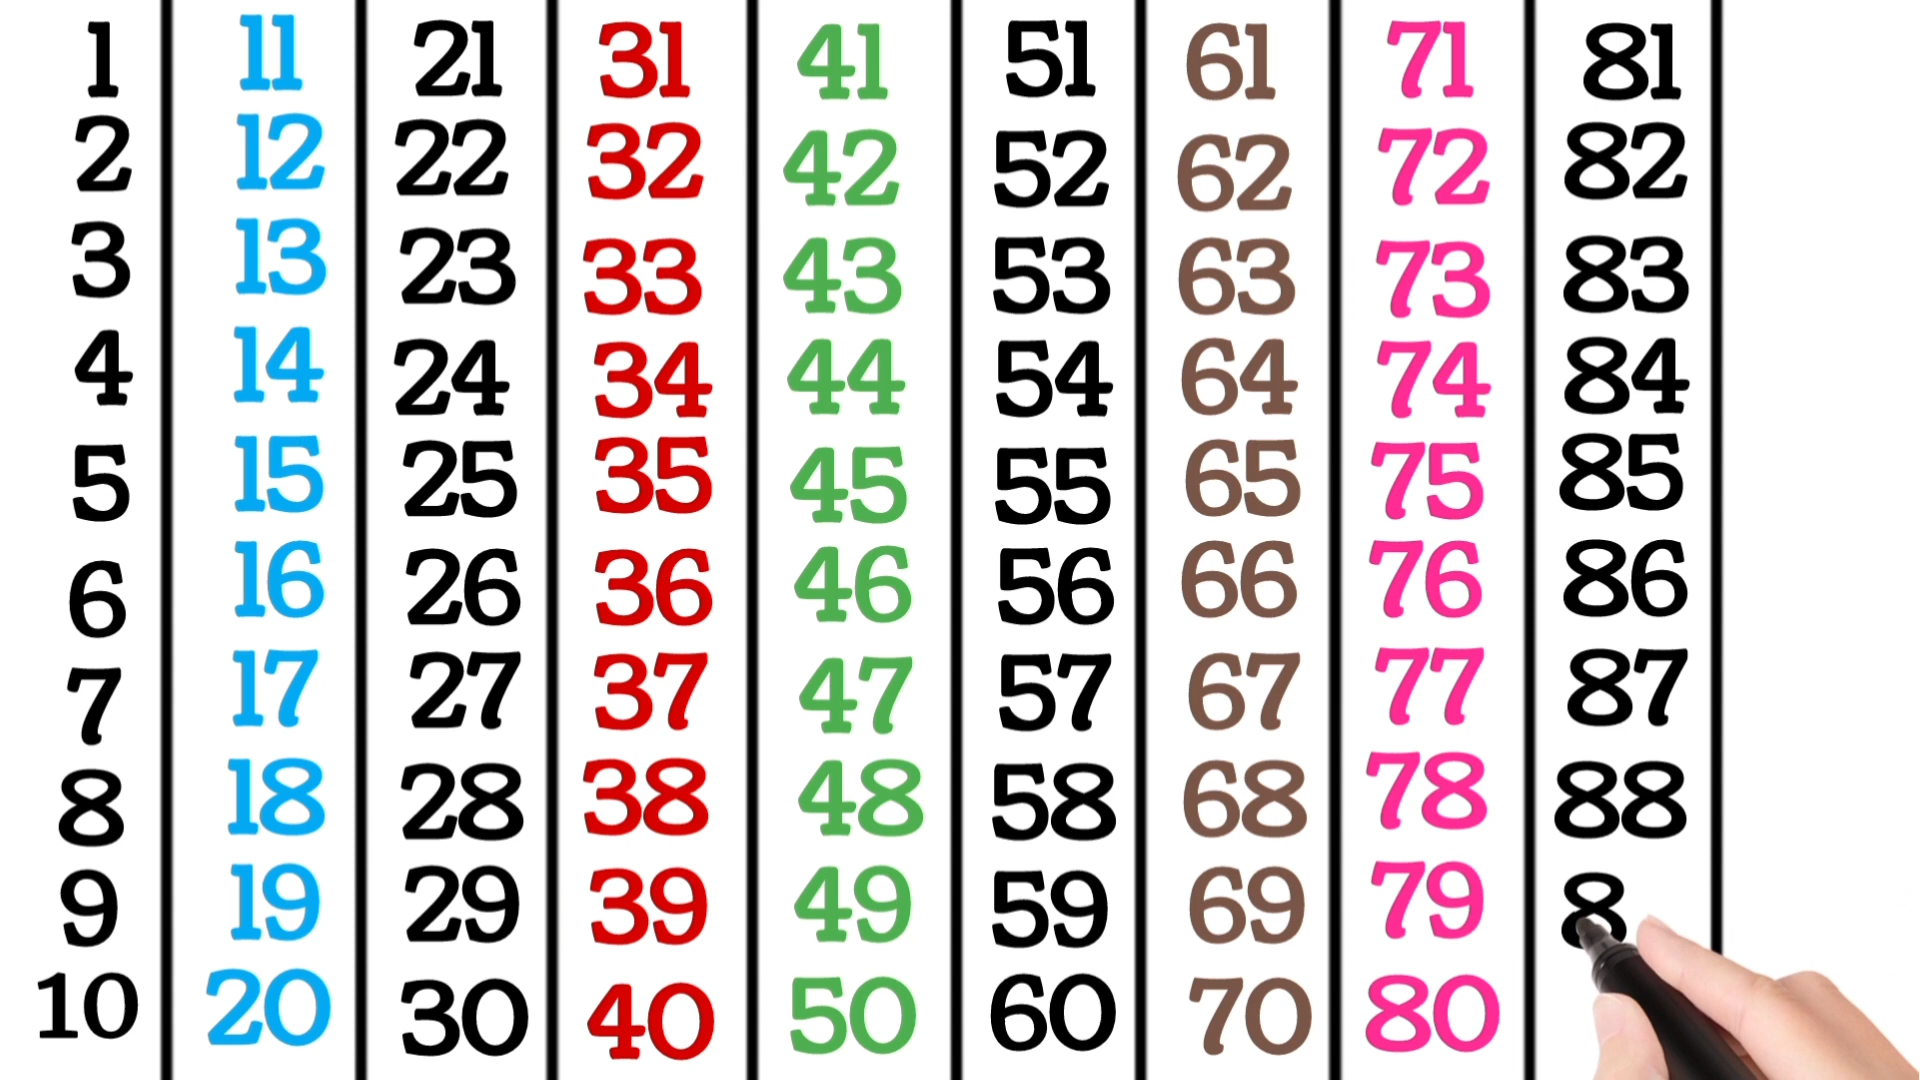 1 11 21 31 41 51 61 71 81
2 12 22 32 42 52 62 72 82
3 13 23 33 43 53 63 73 83
4 14 24 34 44 54 64 74 84
5 15 25 35 45 55 65 75 85
6 16 26 36 46 56 66 76 86
7 17 27 37 47 57 67 77 87
8 18 28 38 48 58 68 78 88
9 19 29 39 49 59 69 79 8
10 20 30 40 50 60 70 80